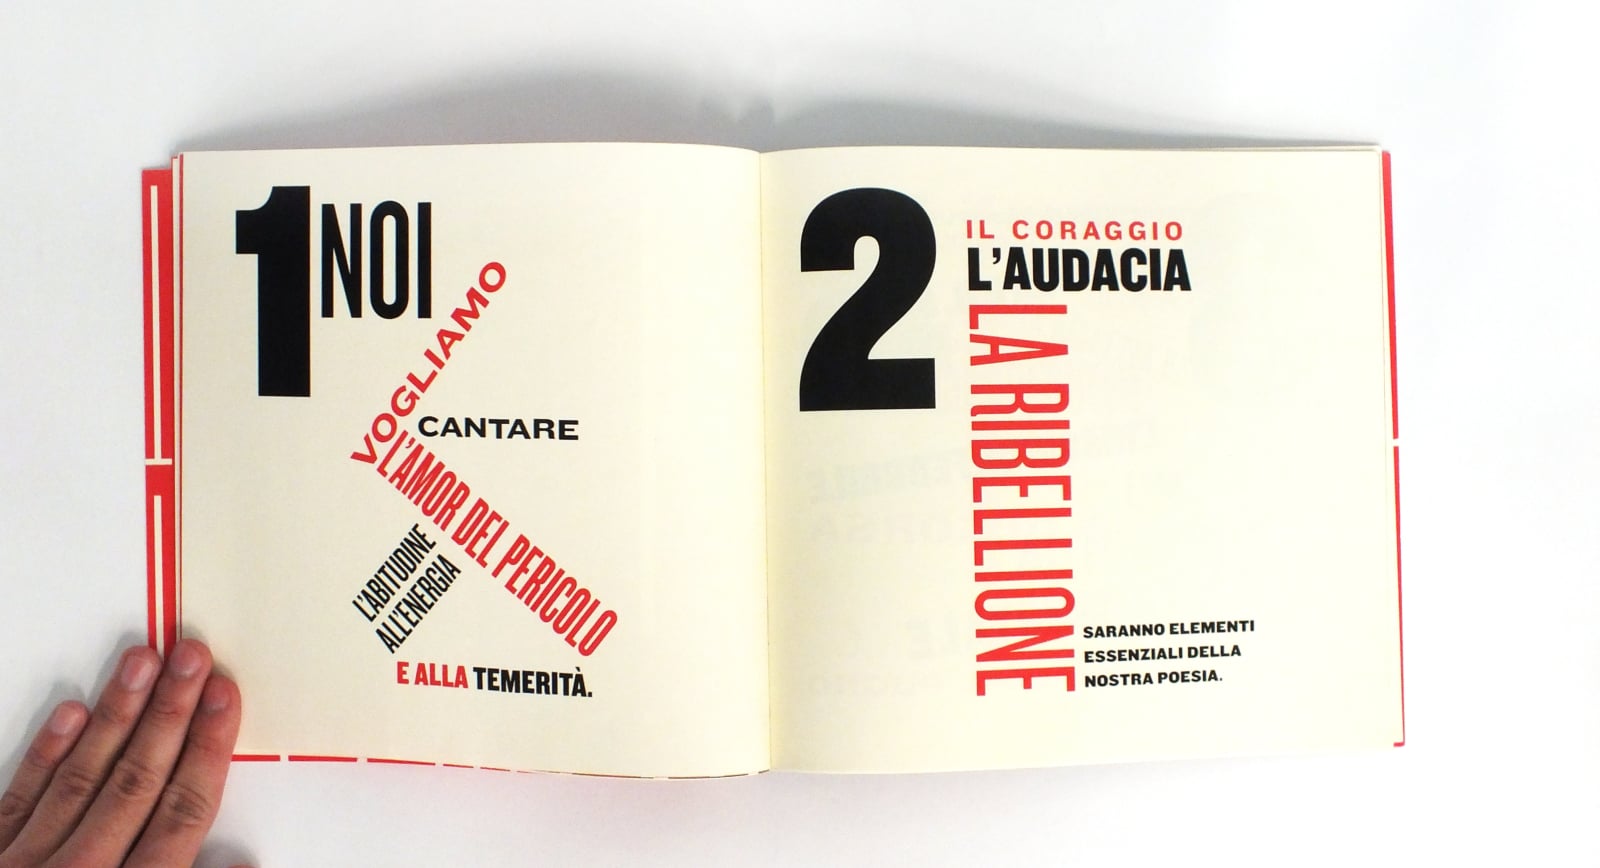 1
NOI
VOGLIAMO
CANTARE
L'AMOR DEL PERICOLO
L'ABITUDINE
ALL'ENERGIA
E ALLA TEMERITÀ.
2
IL CORAGGIO
L'AUDACIA
LA RIBELLIONE
SARANNO ELEMENTI
ESSENZIALI DELLA
NOSTRA POESIA.